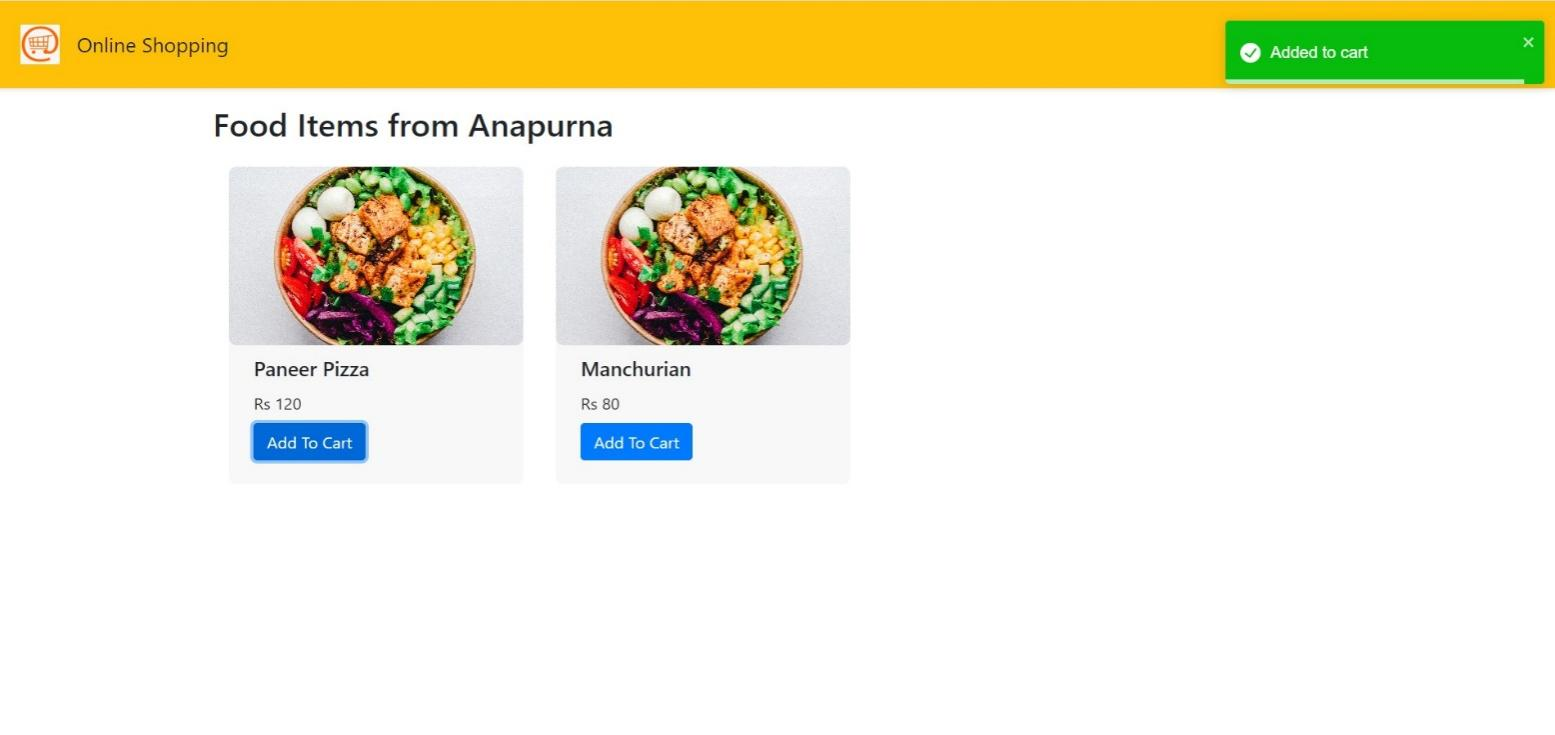 Online Shopping
Added to cart
Food Items from Anapurna
Paneer Pizza
Rs 120
Add To Cart
Manchurian
Rs 80
Add To Cart